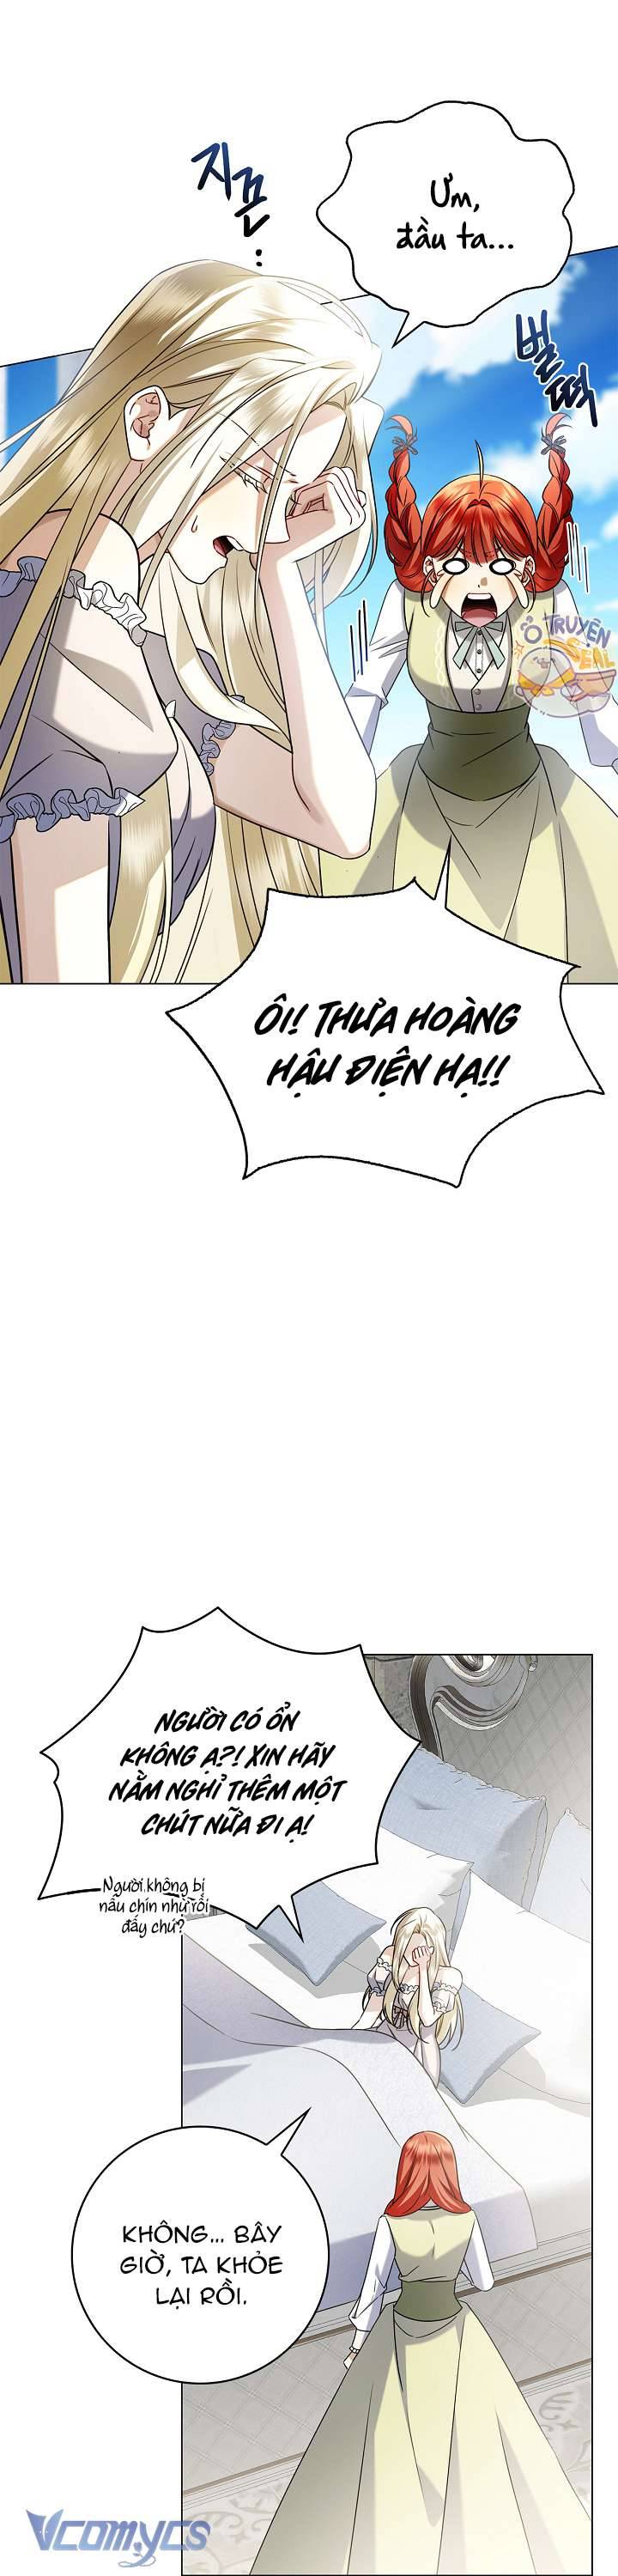 지끈
Ưm,
đầu ta...
벌떡
Ổ TRUYỆN
SEAL
ÔI! THƯA HOÀNG
HẬU ĐIỆN HẠ!!
NGƯỜI CÓ ỔN
KHÔNG Ạ?! XIN HÃY
NẰM NGHỈ THÊM MỘT
CHÚT NỮA ĐI Ạ!
Người không bị
nấu chín nhừ rồi
đấy chứ?
KHÔNG... BÂY
GIỜ, TA KHỎE
LẠI RỒI.
Vcomycs